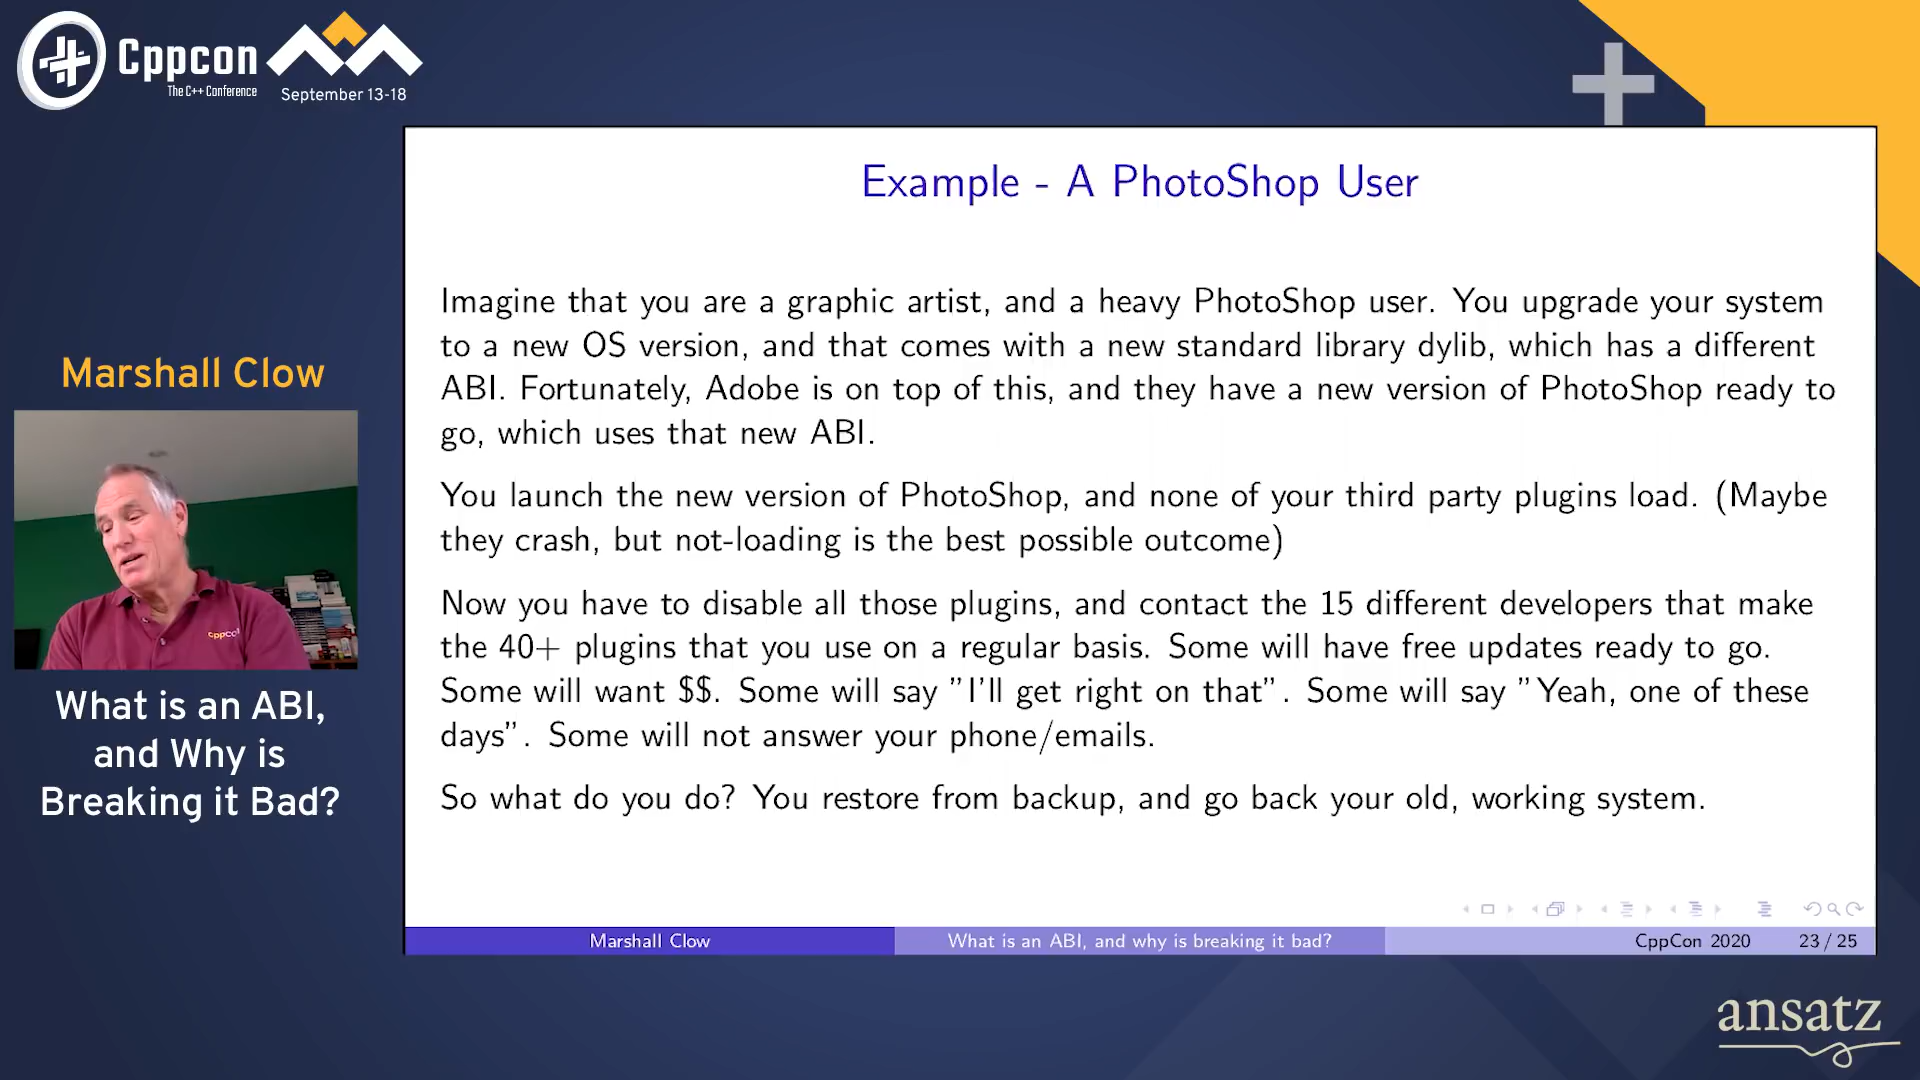 Cppcon
The C++ Conference
September 13-18
Example - A PhotoShop User
Imagine that you are a graphic artist, and a heavy PhotoShop user. You upgrade your system
to a new OS version, and that comes with a new standard library dylib, which has a different
ABI. Fortunately, Adobe is on top of this, and they have a new version of PhotoShop ready to
go, which uses that new ABI.
You launch the new version of PhotoShop, and none of your third party plugins load. (Maybe
they crash, but not-loading is the best possible outcome)
Now you have to disable all those plugins, and contact the 15 different developers that make
the 40+ plugins that you use on a regular basis. Some will have free updates ready to go.
Some will want $$. Some will say ”I’ll get right on that”. Some will say ”Yeah, one of these
days”. Some will not answer your phone/emails.
So what do you do? You restore from backup, and go back your old, working system.
Marshall Clow
cppcon
What is an ABI,
and Why is
Breaking it Bad?
Marshall Clow
What is an ABI, and why is breaking it bad?
CppCon 2020
23 / 25
ansatz